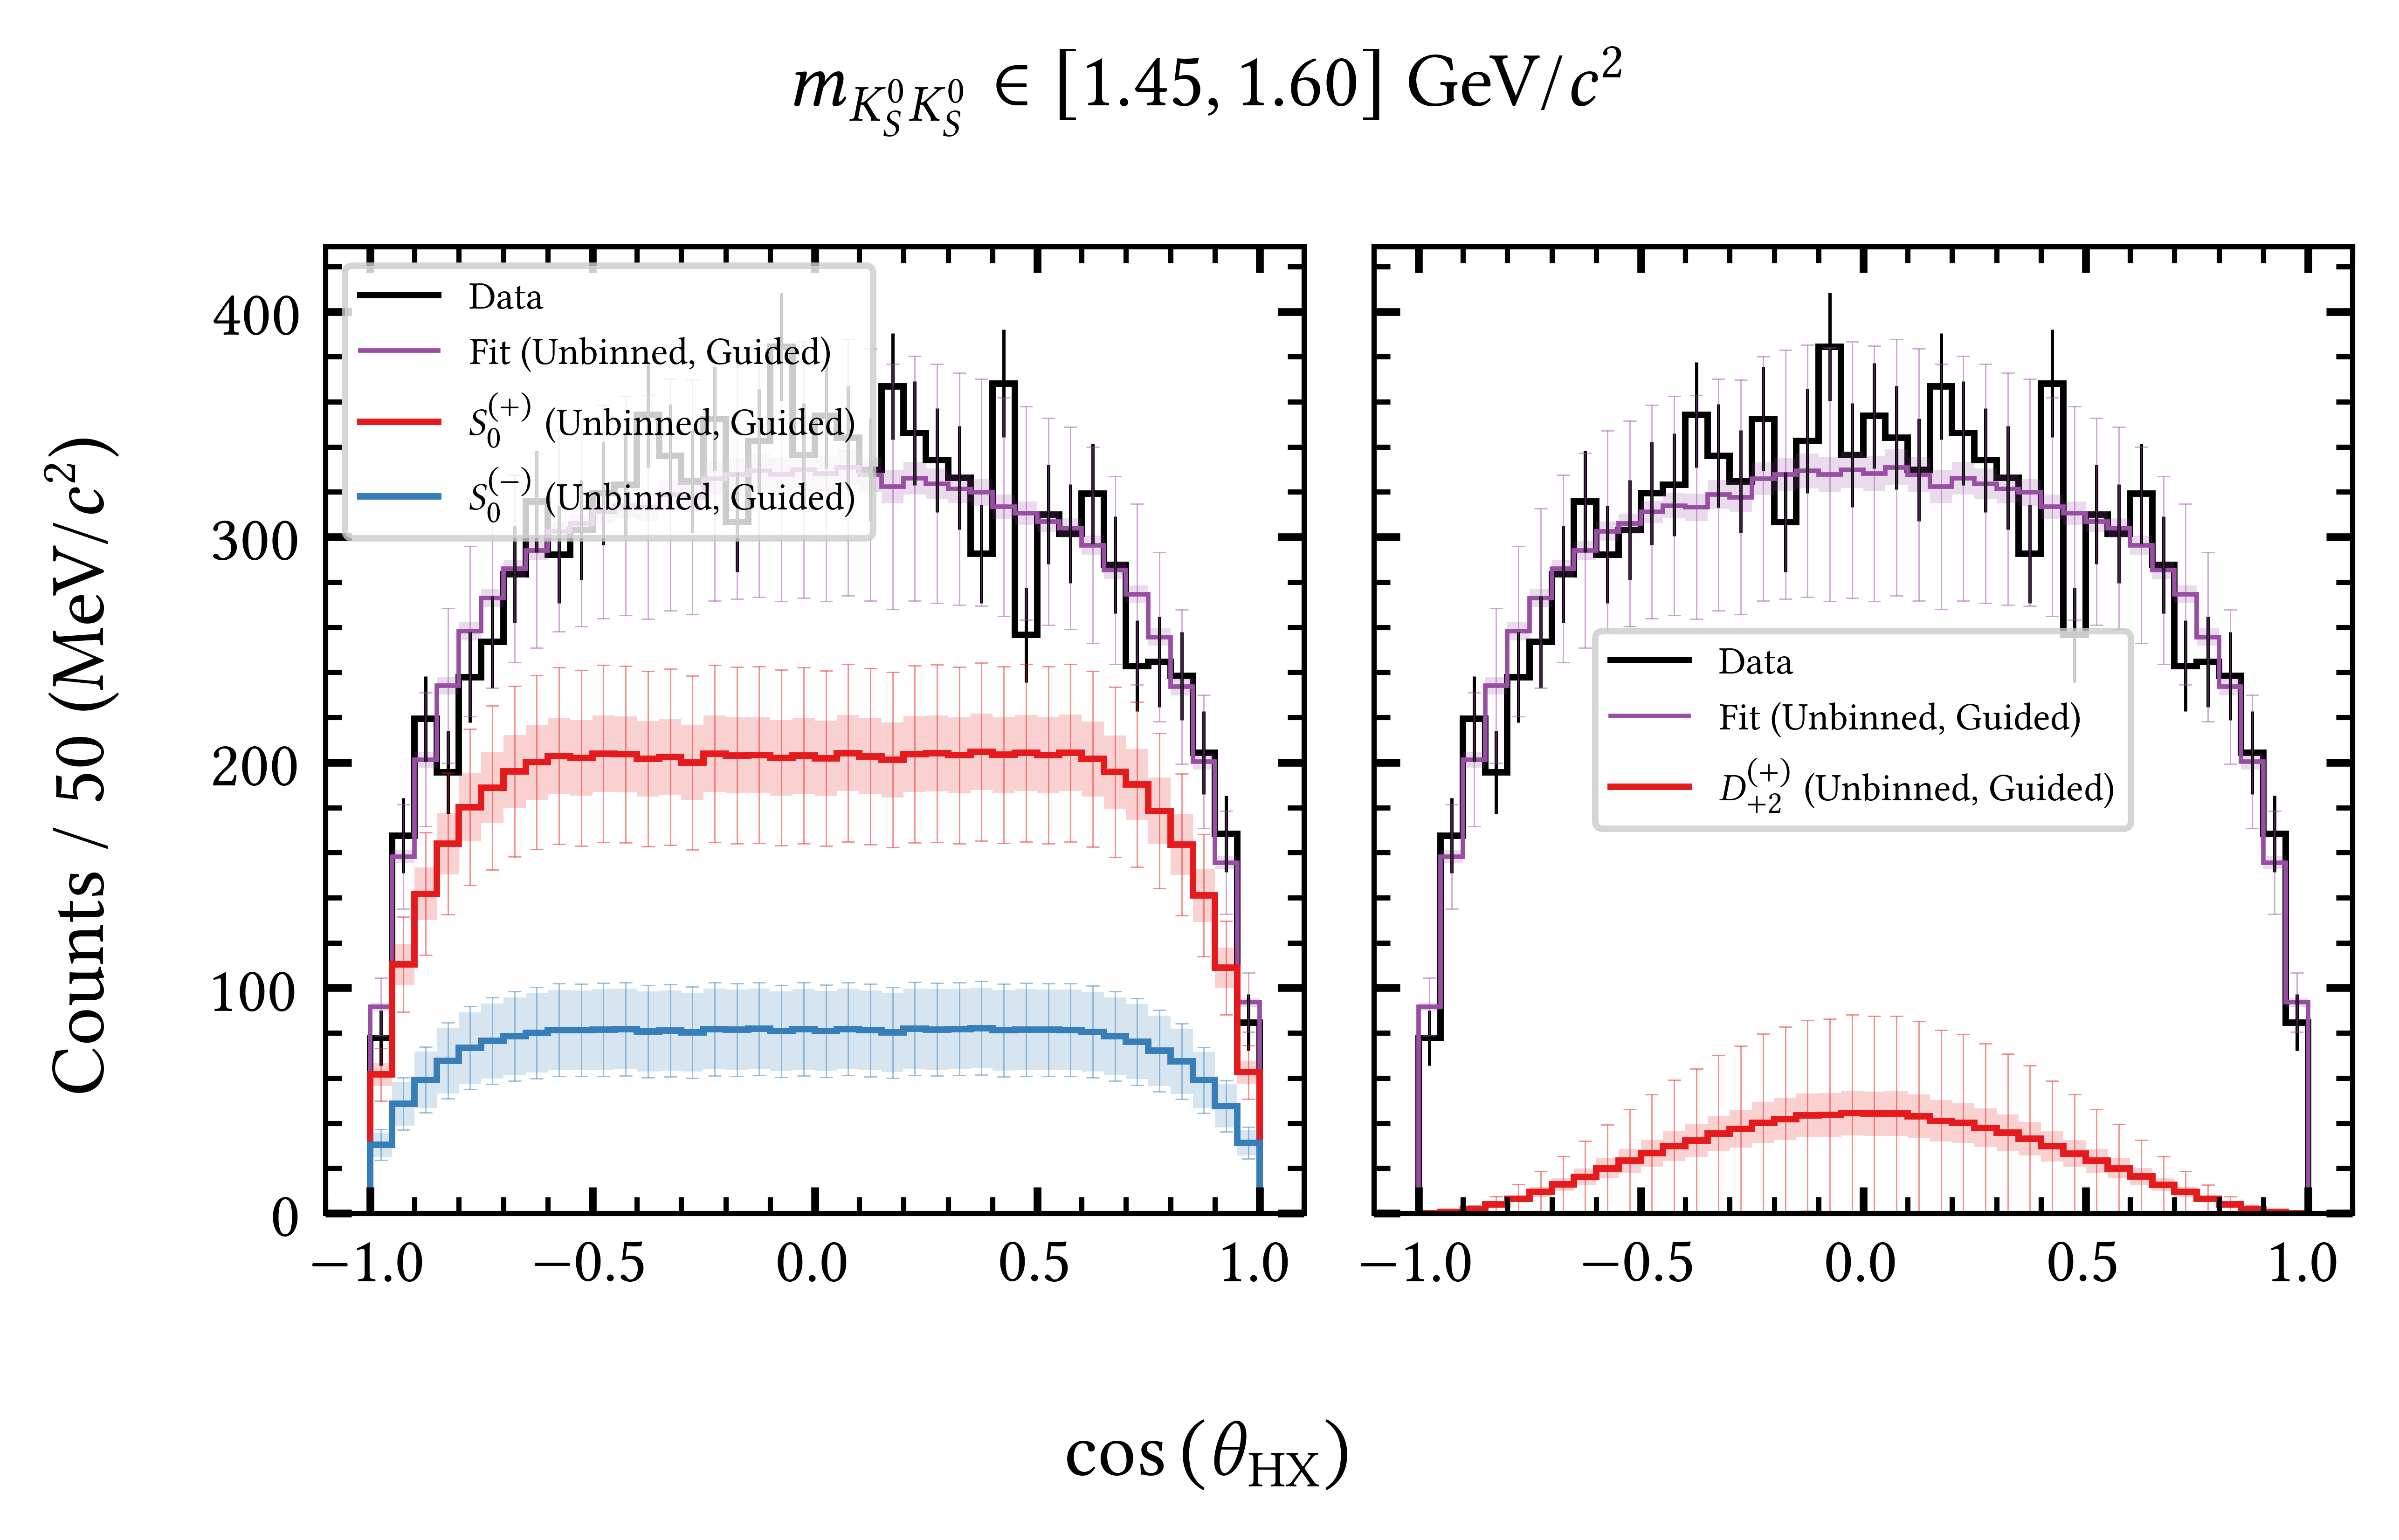 m_{K_S^0 K_S^0} ∈ [1.45, 1.60] GeV/c²
Counts / 50 (MeV/c²)
400
300
200
100
0
Data
Fit (Unbinned, Guided)
S_0^{(+)} (Unbinned, Guided)
S_0^{(−)} (Unbinned, Guided)
−1.0 −0.5 0.0 0.5 1.0
Data
Fit (Unbinned, Guided)
D_{+2}^{(+)} (Unbinned, Guided)
−1.0 −0.5 0.0 0.5 1.0
cos (θ_{HX})